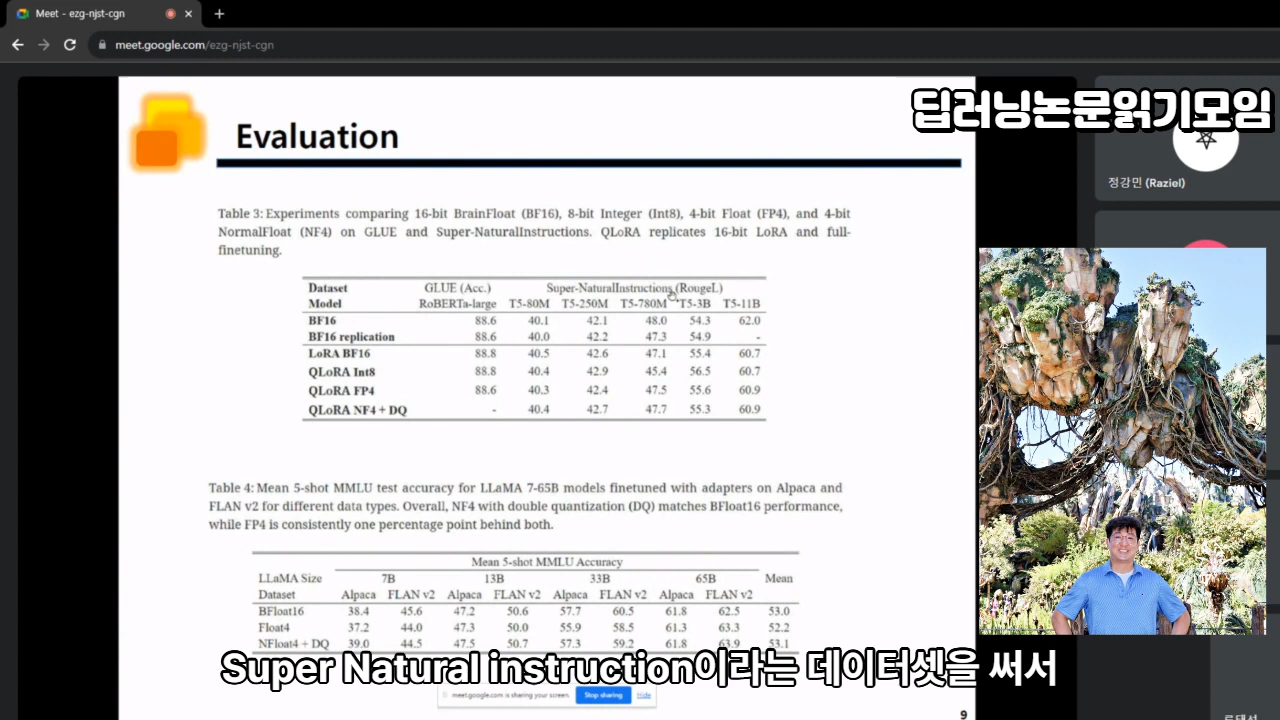 Meet - ezg-njst-cgn
meet.google.com/ezg-njst-cgn
딥러닝논문읽기모임
정강민 (Raziel)
Evaluation
Table 3: Experiments comparing 16-bit BrainFloat (BF16), 8-bit Integer (Int8), 4-bit Float (FP4), and 4-bit
NormalFloat (NF4) on GLUE and Super-NaturalInstructions. QLoRA replicates 16-bit LoRA and full-
finetuning.
Dataset GLUE (Acc.) Super-NaturalInstructions (RougeL)
Model RoBERTa-large T5-80M T5-250M T5-780M T5-3B T5-11B
BF16 88.6 40.1 42.1 48.0 54.3 62.0
BF16 replication 88.6 40.0 42.2 47.3 54.9 -
LoRA BF16 88.8 40.5 42.6 47.1 55.4 60.7
QLoRA Int8 88.8 40.4 42.9 45.4 56.5 60.7
QLoRA FP4 88.6 40.3 42.4 47.5 55.6 60.9
QLoRA NF4 + DQ - 40.4 42.7 47.7 55.3 60.9
Table 4: Mean 5-shot MMLU test accuracy for LLaMA 7-65B models finetuned with adapters on Alpaca and
FLAN v2 for different data types. Overall, NF4 with double quantization (DQ) matches BFloat16 performance,
while FP4 is consistently one percentage point behind both.
Mean 5-shot MMLU Accuracy
LLaMA Size 7B 13B 33B 65B Mean
Dataset Alpaca FLAN v2 Alpaca FLAN v2 Alpaca FLAN v2 Alpaca FLAN v2
BFloat16 38.4 45.6 47.2 50.6 57.7 60.5 61.8 62.5 53.0
Float4 37.2 44.0 47.3 50.0 55.9 58.5 61.3 63.3 52.2
NFloat4 + DQ 39.0 44.5 47.5 50.7 57.3 59.2 61.8 63.9 53.1
Super Natural instruction이라는 데이터셋을 써서
meet.google.com is sharing your screen. Stop sharing Hide
9